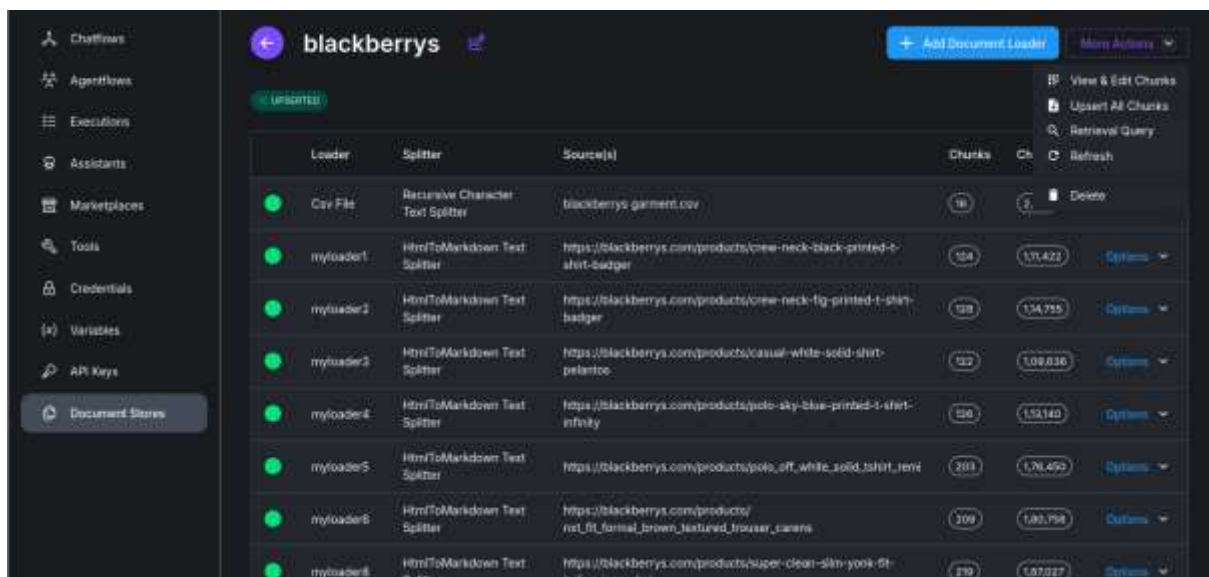 Chatflows
Agentflows
Executions
Assistants
Marketplaces
Tools
Credentials
Variables
API Keys
Document Stores
blackberrys
+ Add Document Loader
More Actions
View & Edit Chunks
Upsert All Chunks
Retrieval Query
Refresh
Delete
UPSERTED
Loader Splitter Source(s) Chunks Ch
Csv File Recursive Character
Text Splitter
blackberrys garment.csv 16 2,
myloader1 HtmlToMarkdown Text
Splitter
https://blackberrys.com/products/crew-neck-black-printed-t-
shirt-badger
124 1,11,422 Options
myloader2 HtmlToMarkdown Text
Splitter
https://blackberrys.com/products/crew-neck-fig-printed-t-shirt-
badger
128 1,14,755 Options
myloader3 HtmlToMarkdown Text
Splitter
https://blackberrys.com/products/casual-white-solid-shirt-
pelantos
122 1,09,636 Options
myloader4 HtmlToMarkdown Text
Splitter
https://blackberrys.com/products/polo-sky-blue-printed-t-shirt-
infinity
126 1,13,140 Options
myloader5 HtmlToMarkdown Text
Splitter
https://blackberrys.com/products/polo_off_white_solid_tshirt_remi
203 1,76,450 Options
myloader6 HtmlToMarkdown Text
Splitter
https://blackberrys.com/products/
nxt_fit_formal_brown_textured_trouser_carens
209 1,80,758 Options
myloader8 HtmlToMarkdown Text
https://blackberrys.com/products/super-clean-slim-yonk-fit-
219 1,87,027 Options